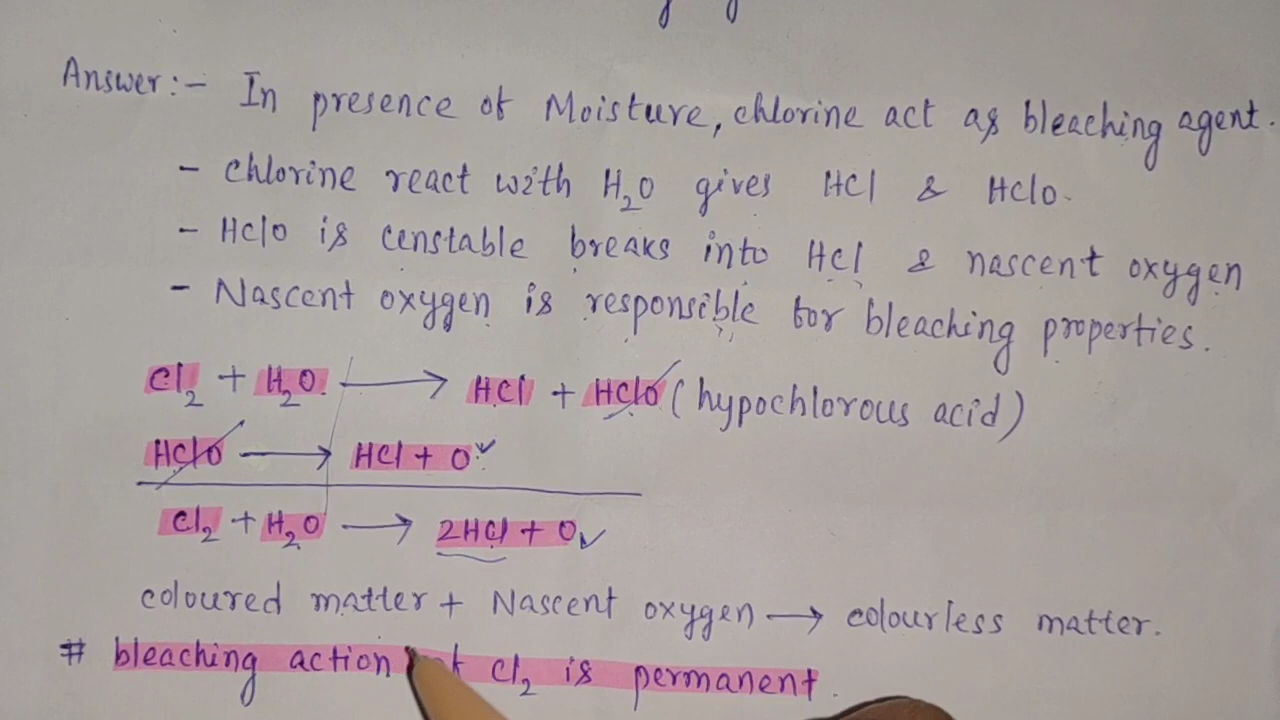 Answer :- In presence of Moisture, chlorine act as bleaching agent.
- Chlorine react with H₂O gives HCl & HClO.
- HClO is unstable breaks into HCl & nascent oxygen
- Nascent oxygen is responsible for bleaching properties.
Cl₂ + H₂O → HCl + HClO (hypochlorous acid)
HClO → HCl + O
Cl₂ + H₂O → 2HCl + O
coloured matter + Nascent oxygen → colourless matter.
# bleaching action Cl₂ is permanent.